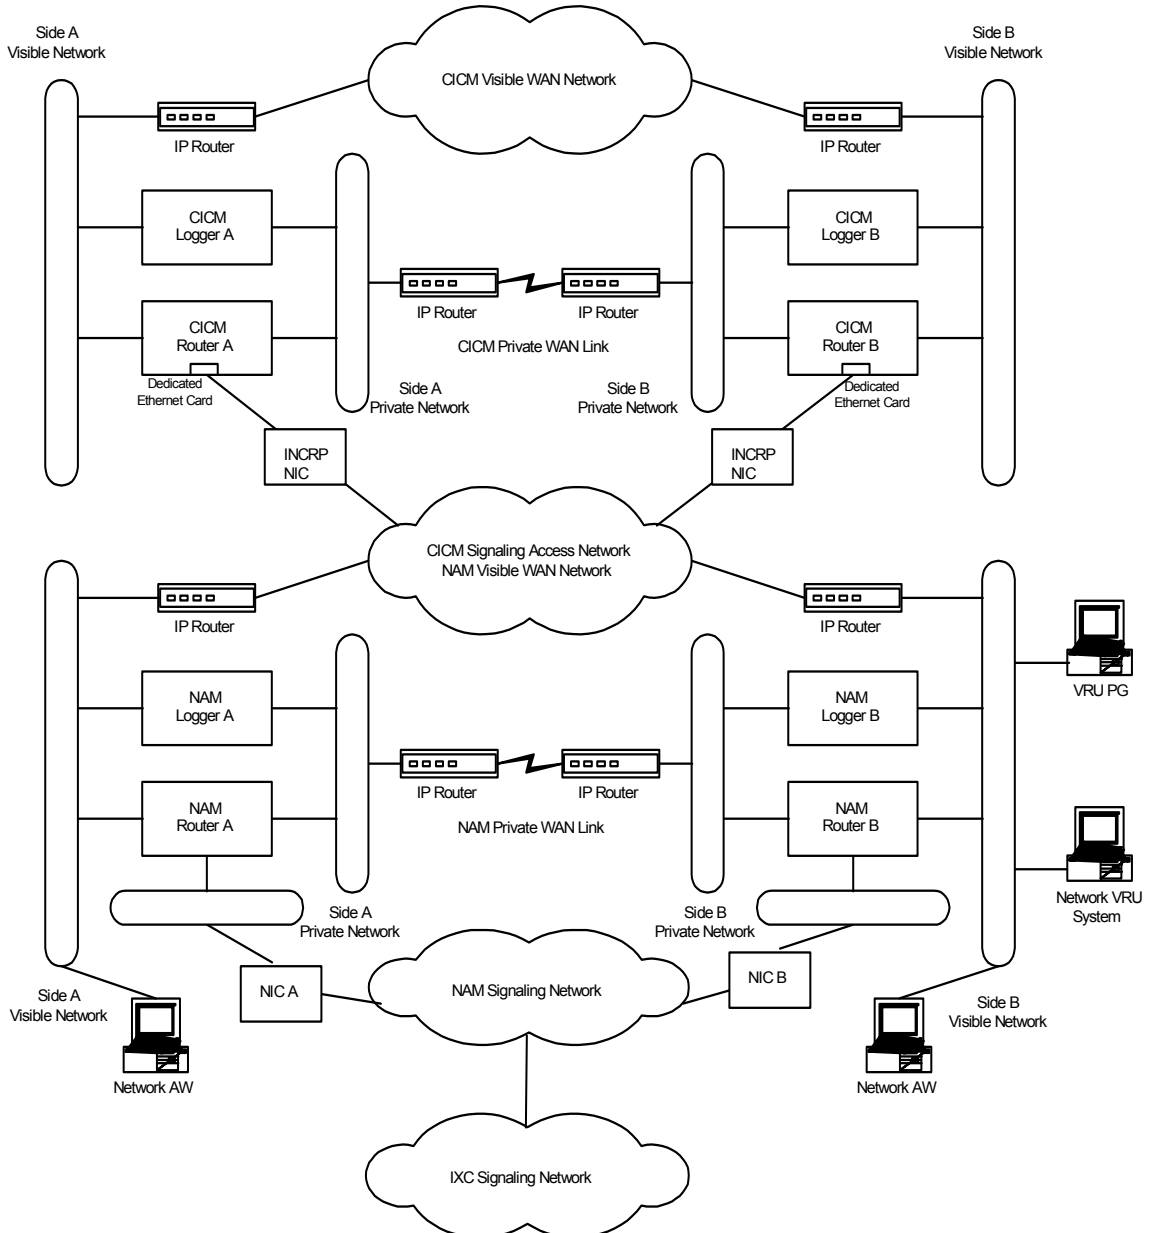 Side A
Visible Network
Side B
Visible Network
CICM Visible WAN Network
IP Router
IP Router
CICM
Logger A
CICM
Logger B
IP Router
IP Router
CICM Private WAN Link
CICM
Router A
CICM
Router B
Dedicated
Ethernet Card
Dedicated
Ethernet Card
Side A
Private Network
Side B
Private Network
INCRP
NIC
INCRP
NIC
CICM Signaling Access Network
NAM Visible WAN Network
IP Router
IP Router
VRU PG
NAM
Logger A
NAM
Logger B
IP Router
IP Router
NAM Private WAN Link
NAM
Router A
NAM
Router B
Network VRU
System
Side A
Private Network
Side B
Private Network
NIC A
NAM Signaling Network
NIC B
Side A
Visible Network
Side B
Visible Network
Network AW
Network AW
IXC Signaling Network